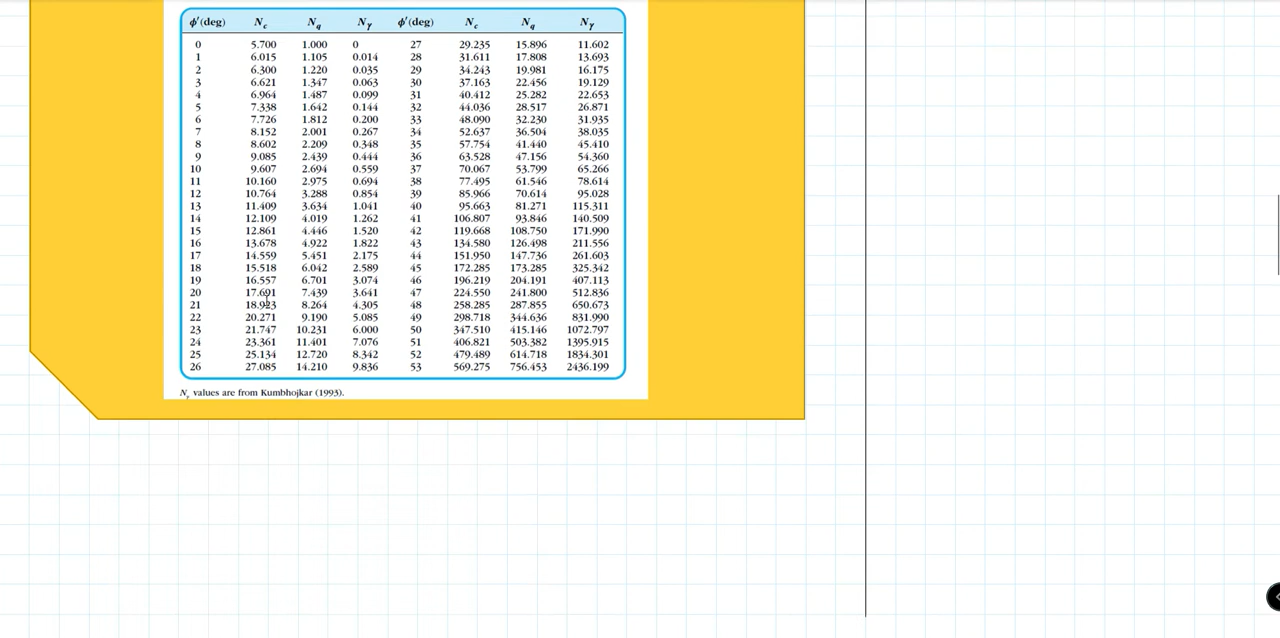 ϕ′(deg) N_c N_q N_γ ϕ′(deg) N_c N_q N_γ
0 5.700 1.000 0 27 29.235 15.896 11.602
1 6.015 1.105 0.014 28 31.611 17.808 13.693
2 6.300 1.220 0.035 29 34.243 19.981 16.175
3 6.621 1.347 0.063 30 37.163 22.456 19.129
4 6.964 1.487 0.099 31 40.412 25.282 22.653
5 7.338 1.642 0.144 32 44.036 28.517 26.871
6 7.726 1.812 0.200 33 48.090 32.230 31.935
7 8.152 2.001 0.267 34 52.637 36.504 38.035
8 8.602 2.209 0.348 35 57.754 41.440 45.410
9 9.085 2.439 0.444 36 63.528 47.156 54.360
10 9.607 2.694 0.559 37 70.067 53.799 65.266
11 10.160 2.975 0.694 38 77.495 61.546 78.614
12 10.764 3.288 0.854 39 85.966 70.614 95.028
13 11.409 3.634 1.041 40 95.663 81.271 115.311
14 12.109 4.019 1.262 41 106.807 93.846 140.509
15 12.861 4.446 1.520 42 119.668 108.750 171.990
16 13.678 4.922 1.822 43 134.580 126.498 211.556
17 14.559 5.451 2.175 44 151.950 147.736 261.603
18 15.518 6.042 2.589 45 172.285 173.285 325.342
19 16.557 6.701 3.074 46 196.219 204.191 407.113
20 17.691 7.439 3.641 47 224.550 241.800 512.836
21 18.923 8.264 4.305 48 258.285 287.855 650.673
22 20.271 9.190 5.085 49 298.718 344.636 831.990
23 21.747 10.231 6.000 50 347.510 415.146 1072.797
24 23.361 11.401 7.076 51 406.821 503.382 1395.915
25 25.134 12.720 8.342 52 479.489 614.718 1834.301
26 27.085 14.210 9.836 53 569.275 756.453 2436.199
N_γ values are from Kumbhojkar (1993).